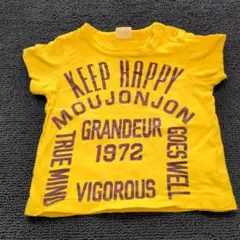 KEEP HAPPY
MOUJONJON
GRANDEUR
1972
TRUE MIND
GOES WELL
VIGOROUS